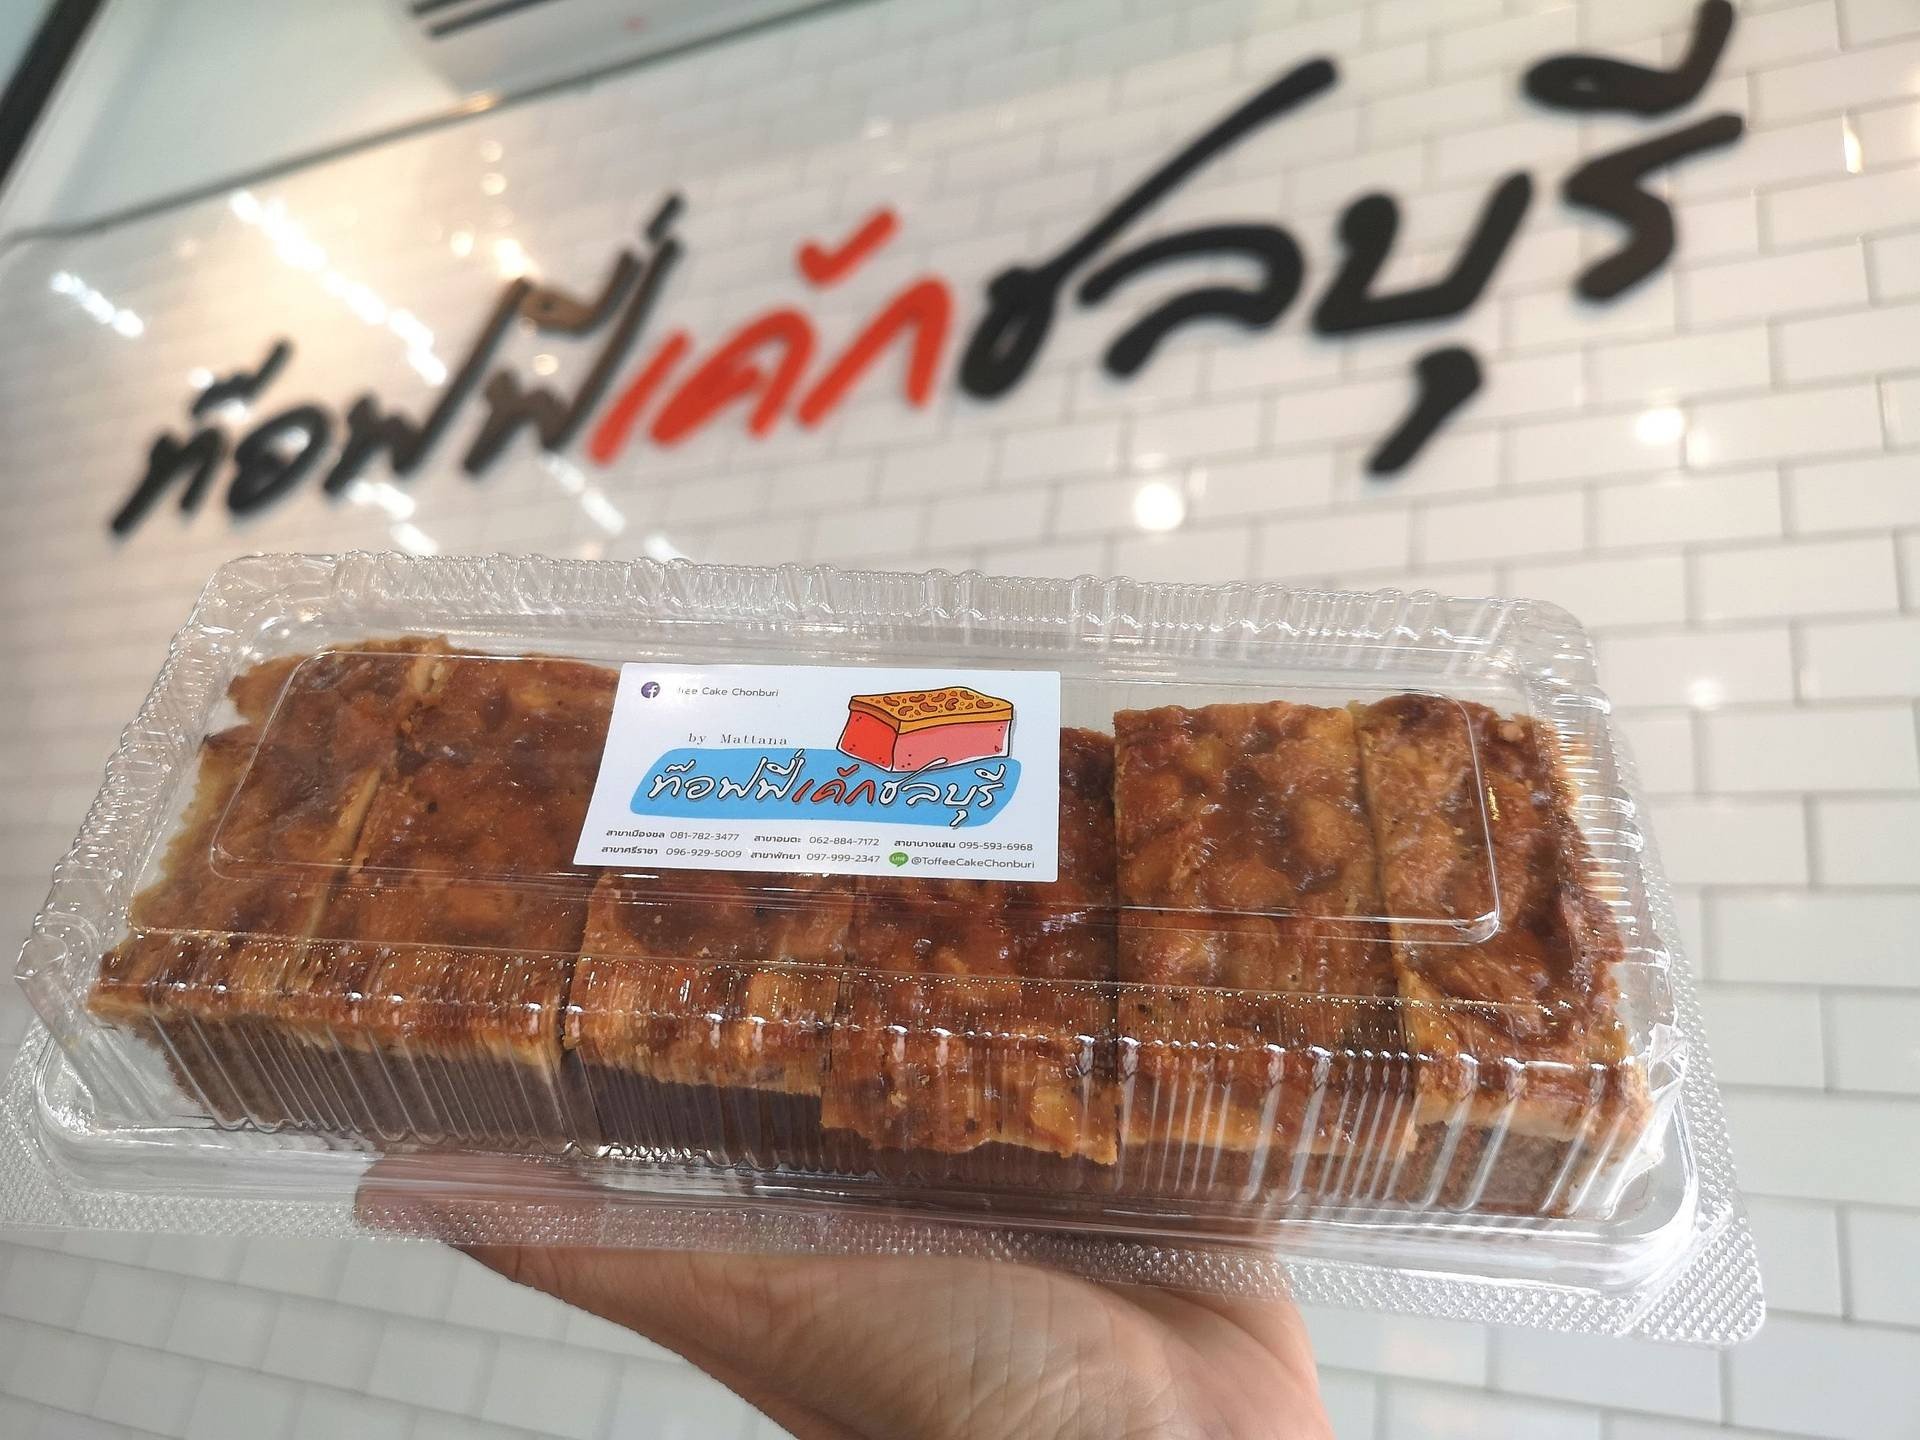 ท๊อฟฟี่เค้กชลบุรี
Cake Chonburi
by Mattana
ท๊อฟฟี่เค้กชลบุรี
สาขาเมืองชล 081-782-3477 สาขาอมตะ 062-884-7172 สาขาบางแสน 095-593-6968
สาขาศรีราชา 096-929-5009 สาขาพัทยา 097-999-2347 LINE @ToffeeCakeChonburi